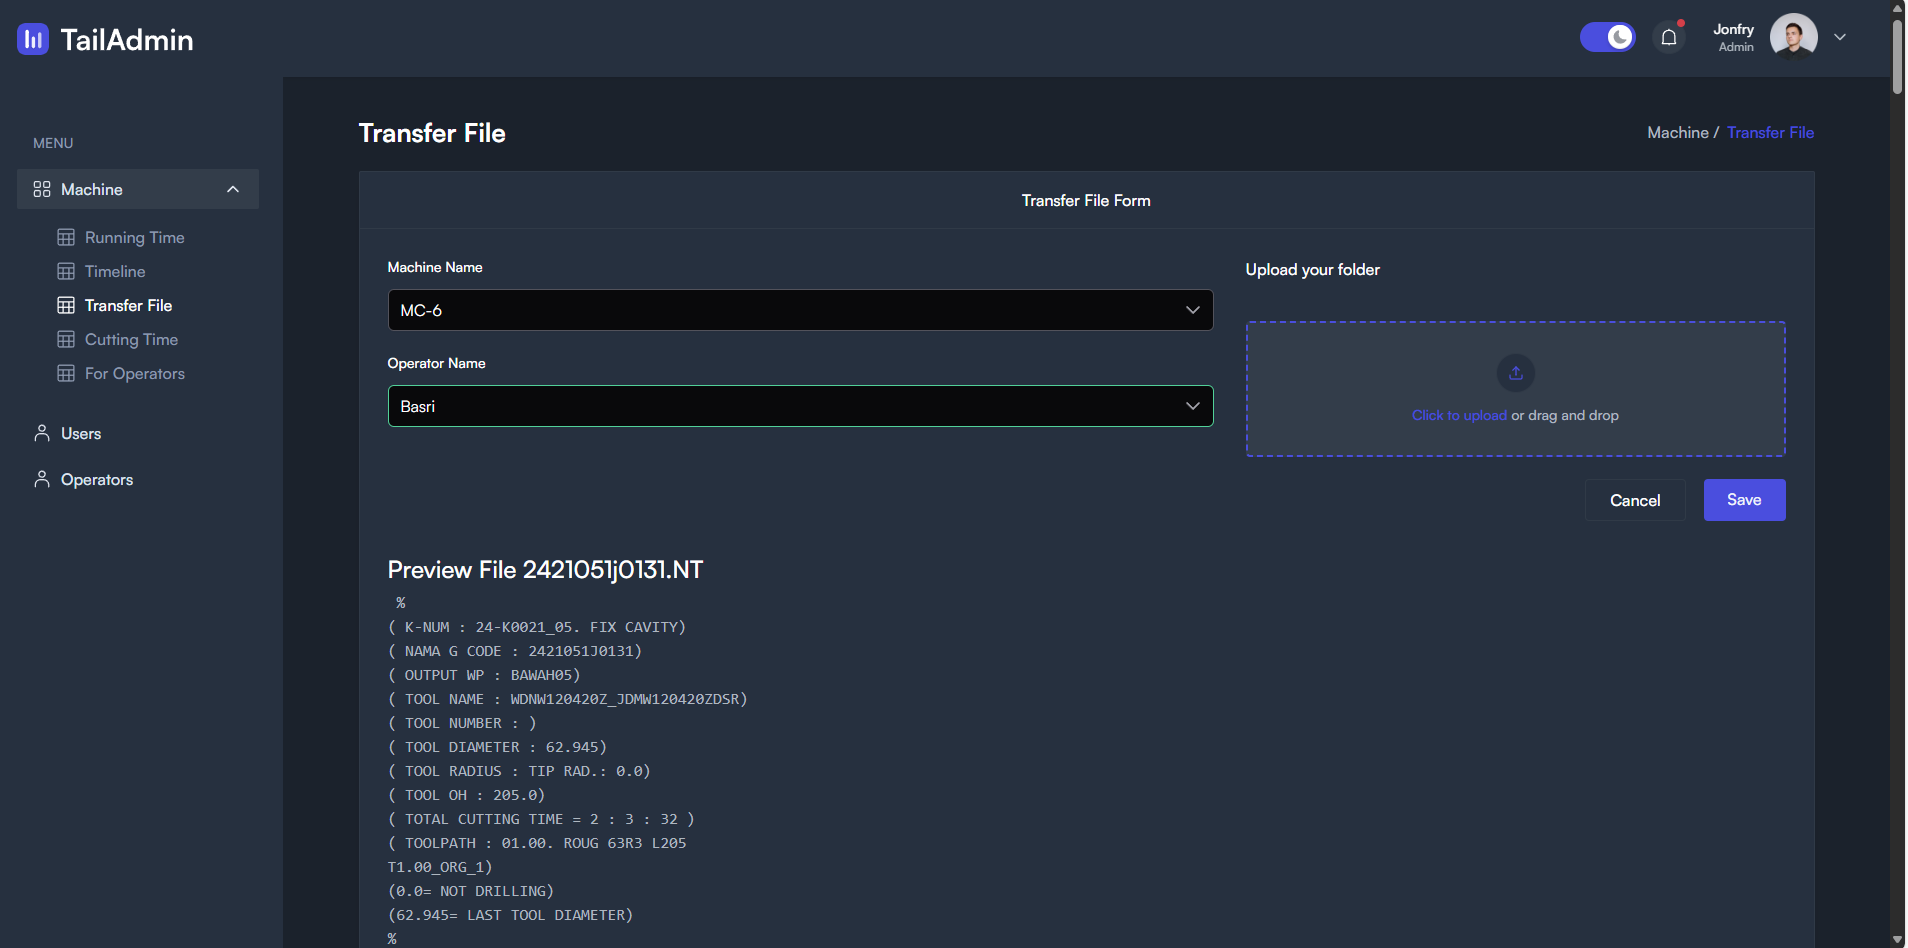 TailAdmin
Jonfry
Admin
MENU
Machine
Running Time
Timeline
Transfer File
Cutting Time
For Operators
Users
Operators
Transfer File
Machine / Transfer File
Transfer File Form
Machine Name
MC-6
Operator Name
Basri
Upload your folder
Click to upload or drag and drop
Cancel
Save
Preview File 2421051j0131.NT
%
( K-NUM : 24-K0021_05. FIX CAVITY)
( NAMA G CODE : 2421051J0131)
( OUTPUT WP : BAWAH05)
( TOOL NAME : WDNW120420Z_JDMW120420ZDSR)
( TOOL NUMBER : )
( TOOL DIAMETER : 62.945)
( TOOL RADIUS : TIP RAD.: 0.0)
( TOOL OH : 205.0)
( TOTAL CUTTING TIME = 2 : 3 : 32 )
( TOOLPATH : 01.00. ROUG 63R3 L205
T1.00_ORG_1)
(0.0= NOT DRILLING)
(62.945= LAST TOOL DIAMETER)
%